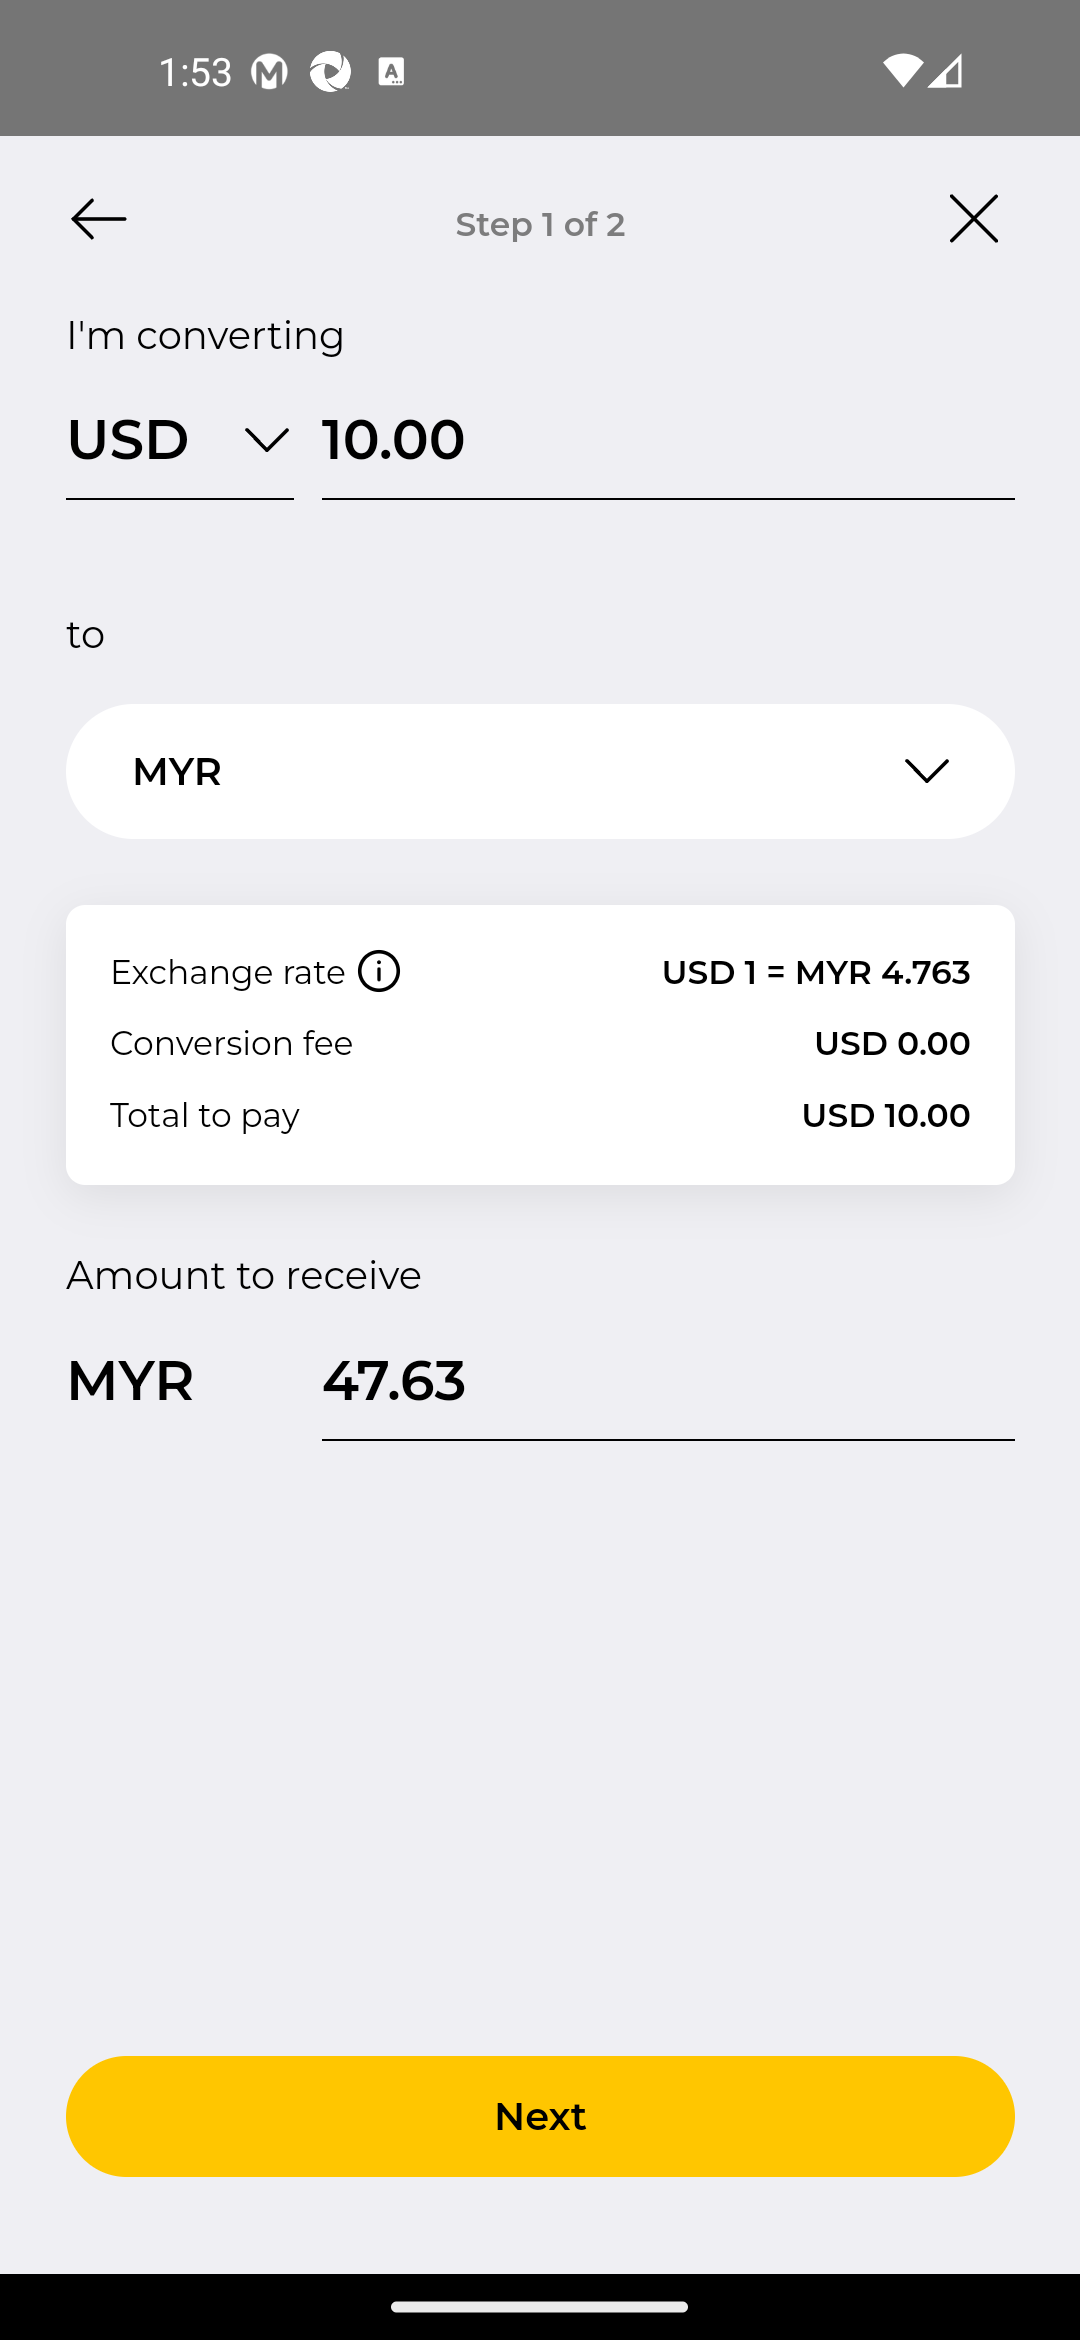 1:53
Step 1 of 2
I'm converting
USD 10.00
to
MYR
Exchange rate USD 1 = MYR 4.763
Conversion fee USD 0.00
Total to pay USD 10.00
Amount to receive
MYR 47.63
Next